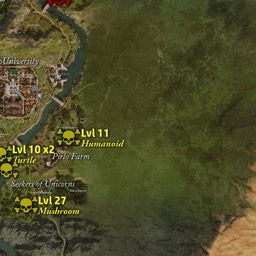 University
Lvl 11
Humanoid
Lvl 10 x2
Turtle
Pirlo Farm
Seekers of Unicorns
Lvl 27
Mushroom